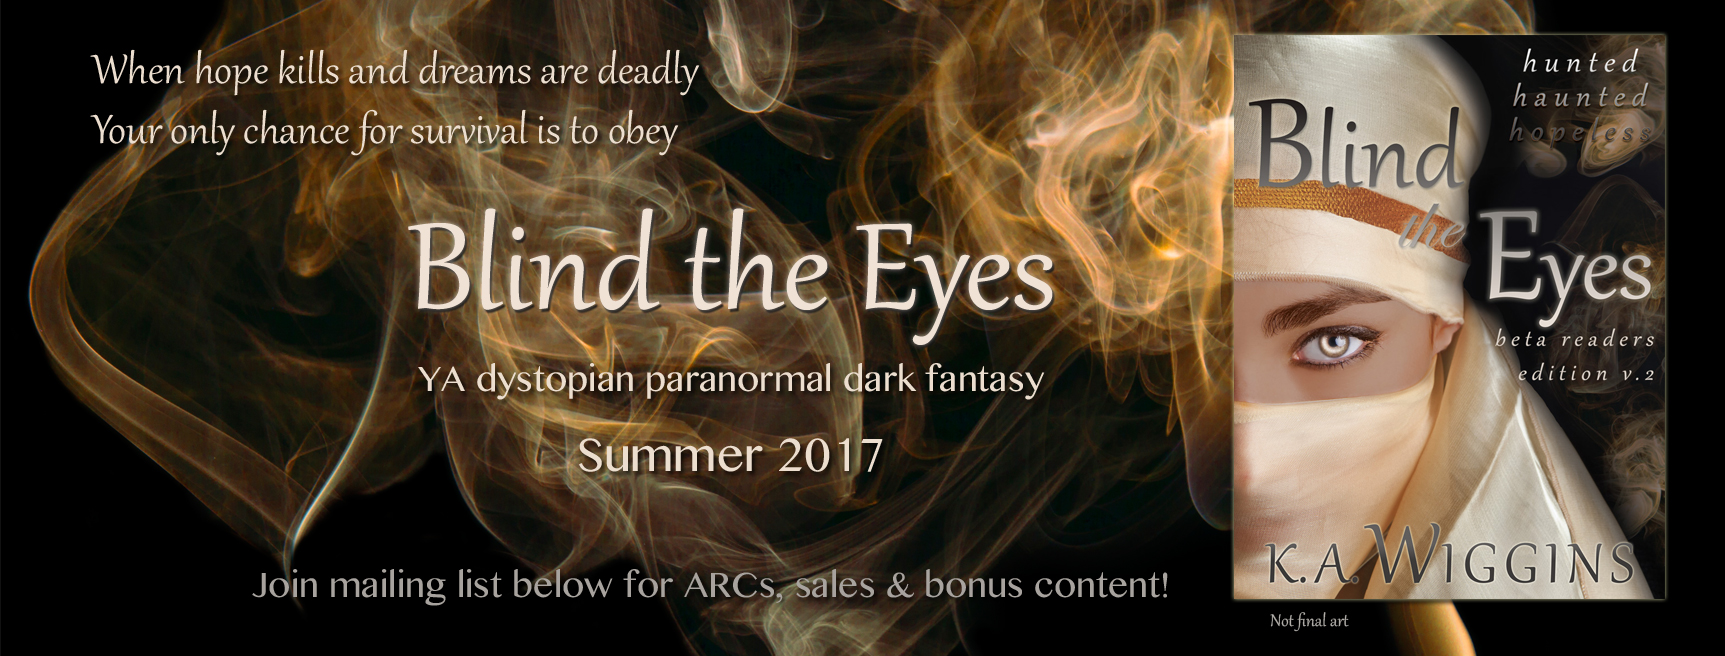 When hope kills and dreams are deadly
Your only chance for survival is to obey
Blind the Eyes
YA dystopian paranormal dark fantasy
Summer 2017
Join mailing list below for ARCs, sales & bonus content!
hunted
haunted
hopeless
Blind
the
Eyes
beta readers
edition v.2
K.A. WIGGINS
Not final art